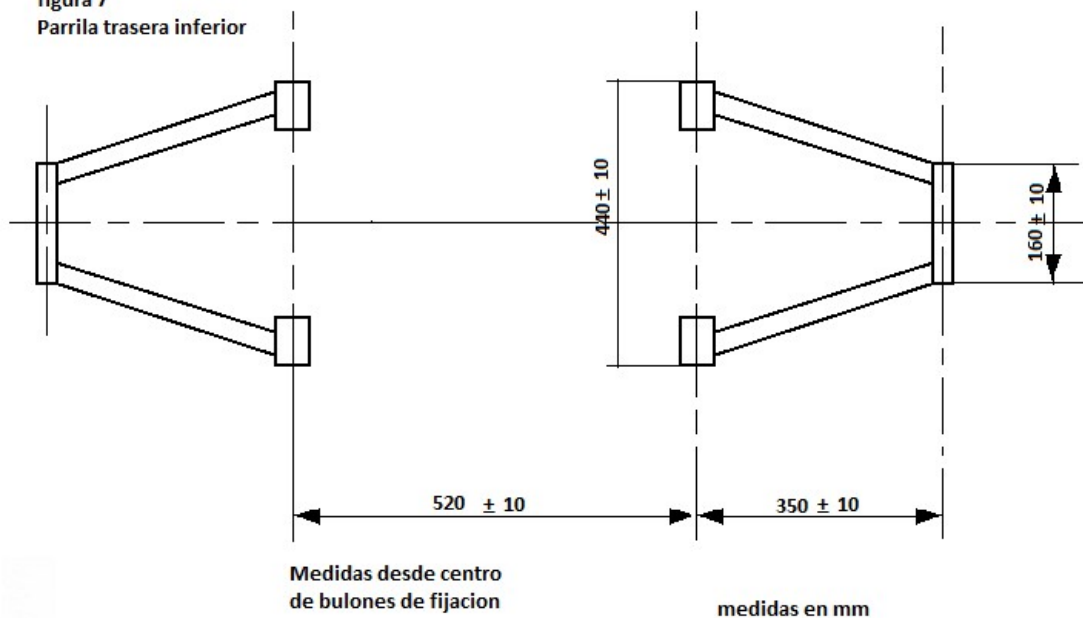 figura 7
Parrila trasera inferior
440 ± 10
160 ± 10
520 ± 10
350 ± 10
Medidas desde centro
de bulones de fijacion
medidas en mm